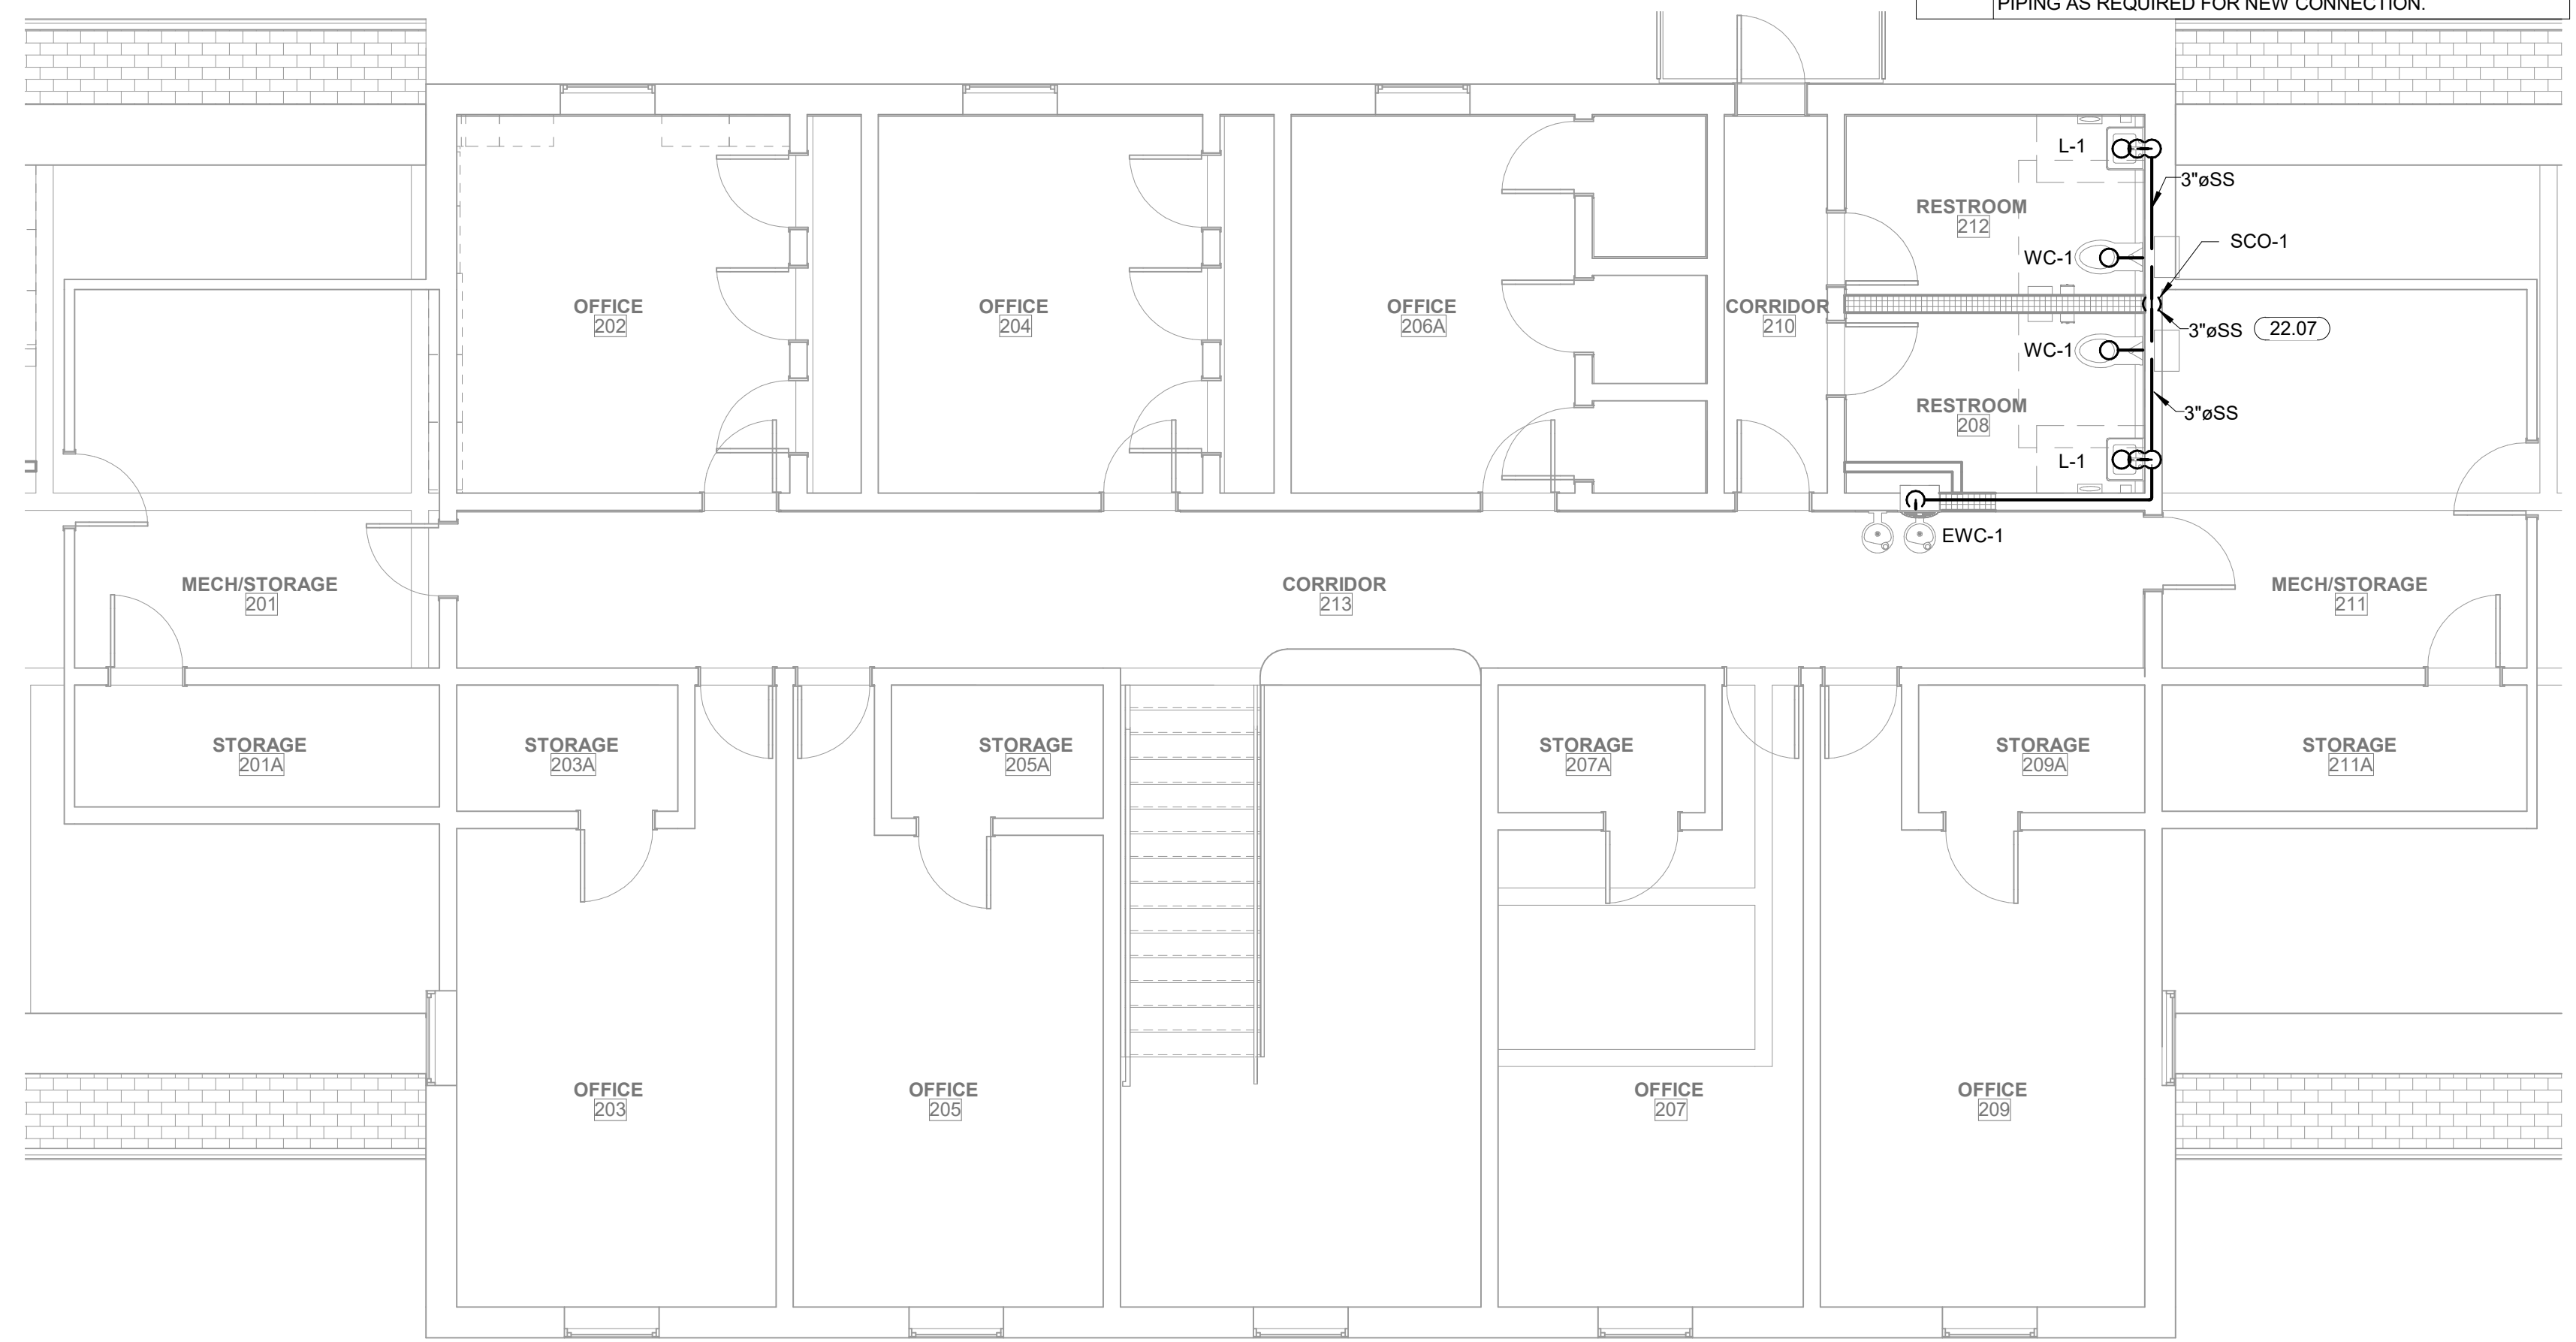 PIPING AS REQUIRED FOR NEW CONNECTION.
L-1
3"øSS
RESTROOM
212
SCO-1
WC-1
OFFICE
202
OFFICE
204
OFFICE
206A
CORRIDOR
210
3"øSS
22.07
WC-1
RESTROOM
208
3"øSS
L-1
EWC-1
MECH/STORAGE
201
CORRIDOR
213
MECH/STORAGE
211
STORAGE
201A
STORAGE
203A
STORAGE
205A
STORAGE
207A
STORAGE
209A
STORAGE
211A
OFFICE
203
OFFICE
205
OFFICE
207
OFFICE
209